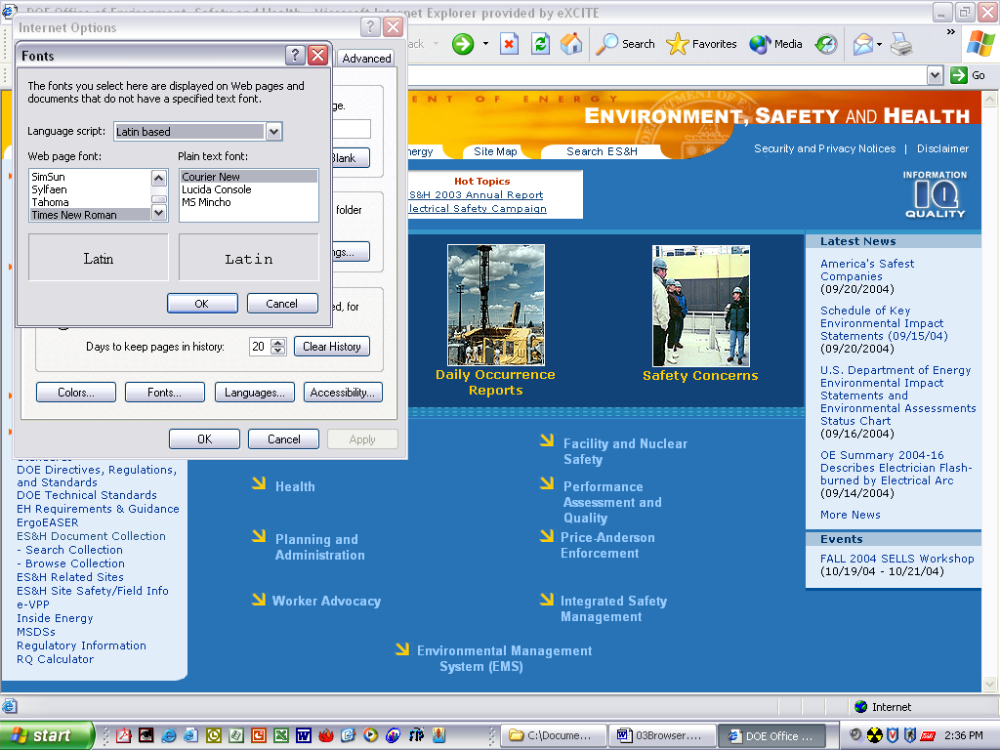 DOE Office of Environment, Safety and Health - Microsoft Internet Explorer provided by eXCITE
Internet Options
Fonts
Advanced
The fonts you select here are displayed on Web pages and
documents that do not have a specified text font.
Language script: Latin based
Web page font:
Plain text font:
SimSun
Sylfaen
Tahoma
Times New Roman
Courier New
Lucida Console
MS Mincho
Latin
Latin
OK
Cancel
Days to keep pages in history: 20
Clear History
Colors...
Fonts...
Languages...
Accessibility...
OK
Cancel
Apply
ge.
lank
folder
ngs...
ed, for
ack
Search
Favorites
Media
Go
ENT OF ENERGY
ENVIRONMENT, SAFETY AND HEALTH
nergy
Site Map
Search ES&H
Security and Privacy Notices | Disclaimer
Hot Topics
S&H 2003 Annual Report
lectrical Safety Campaign
INFORMATION
IQ
QUALITY
Daily Occurrence
Reports
Safety Concerns
Latest News
America's Safest
Companies
(09/20/2004)
Schedule of Key
Environmental Impact
Statements (09/15/04)
(09/20/2004)
U.S. Department of Energy
Environmental Impact
Statements and
Environmental Assessments
Status Chart
(09/16/2004)
OE Summary 2004-16
Describes Electrician Flash-
burned by Electrical Arc
(09/14/2004)
More News
Events
FALL 2004 SELLS Workshop
(10/19/04 - 10/21/04)
Standards
DOE Directives, Regulations,
and Standards
DOE Technical Standards
EH Requirements & Guidance
ErgoEASER
ES&H Document Collection
- Search Collection
- Browse Collection
ES&H Related Sites
ES&H Site Safety/Field Info
e-VPP
Inside Energy
MSDSs
Regulatory Information
RQ Calculator
Health
Planning and
Administration
Worker Advocacy
Facility and Nuclear
Safety
Performance
Assessment and
Quality
Price-Anderson
Enforcement
Integrated Safety
Management
Environmental Management
System (EMS)
Internet
start
C:\Docume...
03Browser....
DOE Office ...
2:36 PM